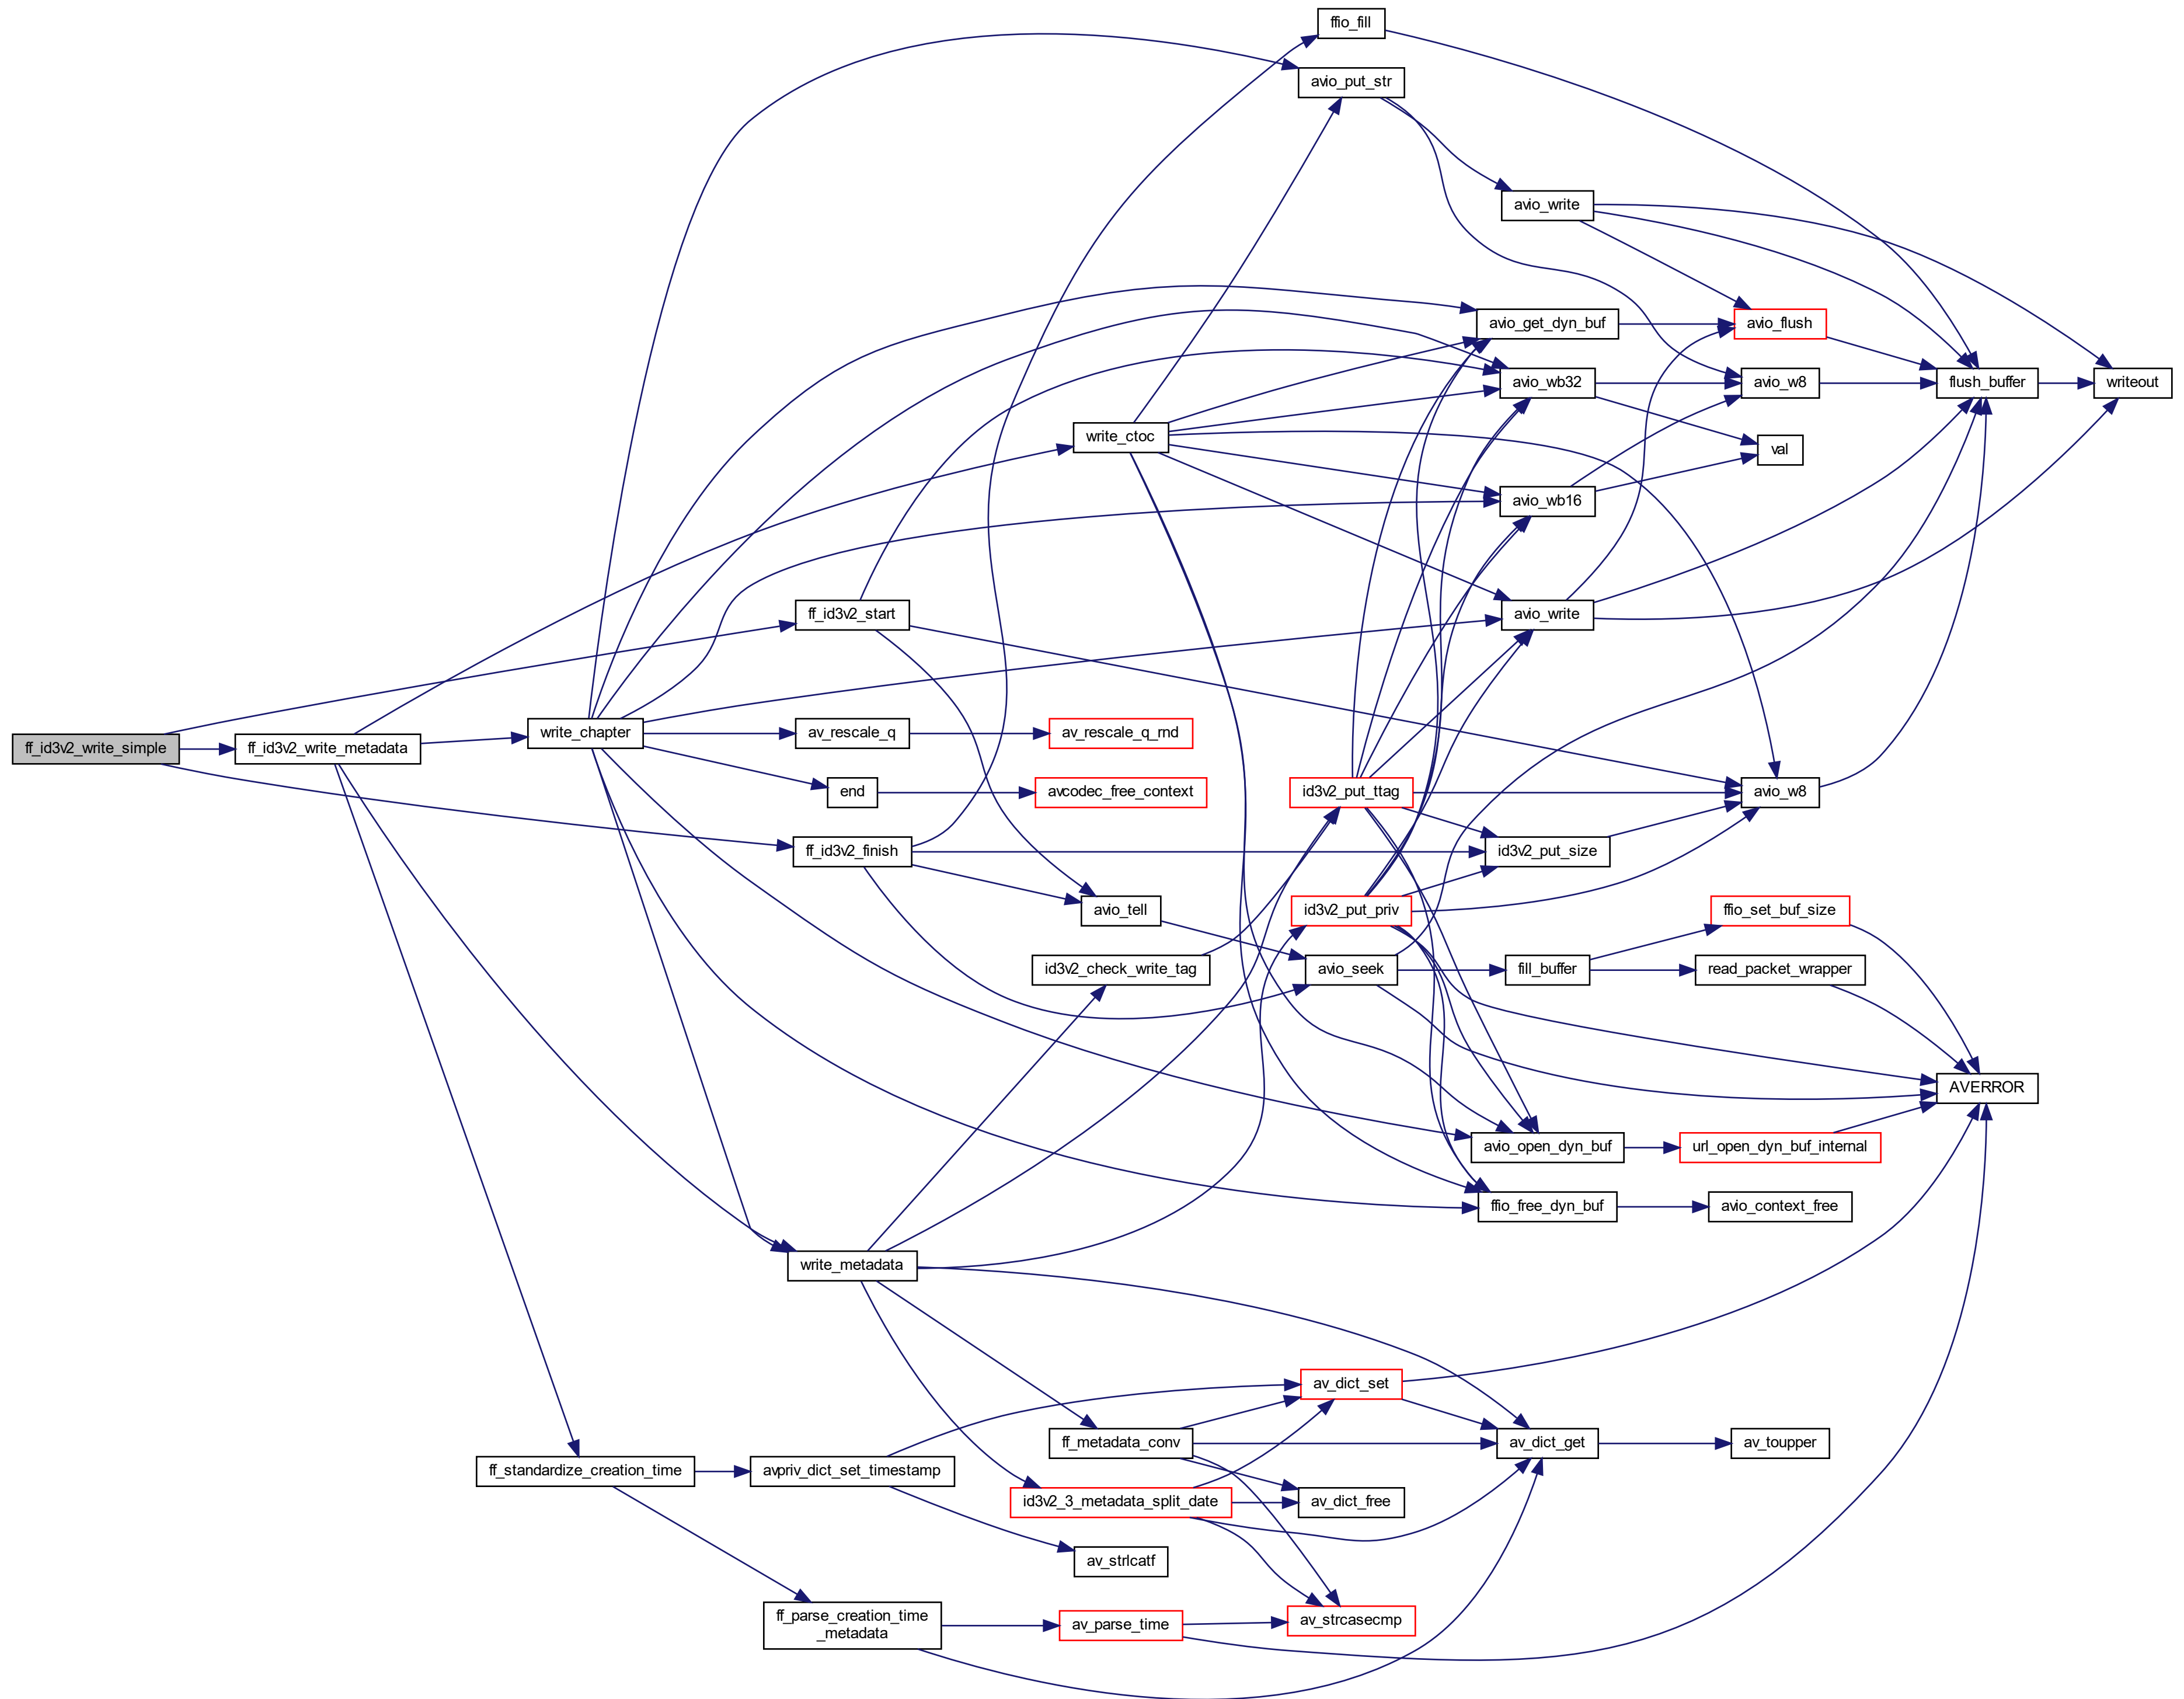 ff_id3v2_write_simple
ff_id3v2_write_metadata
ff_standardize_creation_time
write_chapter
ff_id3v2_start
av_rescale_q
end
ff_id3v2_finish
write_metadata
avpriv_dict_set_timestamp
ff_parse_creation_time
_metadata
write_ctoc
av_rescale_q_rnd
avcodec_free_context
avio_tell
id3v2_check_write_tag
ff_metadata_conv
id3v2_3_metadata_split_date
av_strlcatf
av_parse_time
ffio_fill
avio_put_str
id3v2_put_ttag
id3v2_put_priv
avio_seek
av_dict_set
av_dict_free
av_strcasecmp
avio_write
avio_get_dyn_buf
avio_wb32
avio_wb16
avio_write
id3v2_put_size
fill_buffer
avio_open_dyn_buf
ffio_free_dyn_buf
av_dict_get
avio_flush
avio_w8
val
avio_w8
ffio_set_buf_size
read_packet_wrapper
url_open_dyn_buf_internal
avio_context_free
av_toupper
flush_buffer
AVERROR
writeout